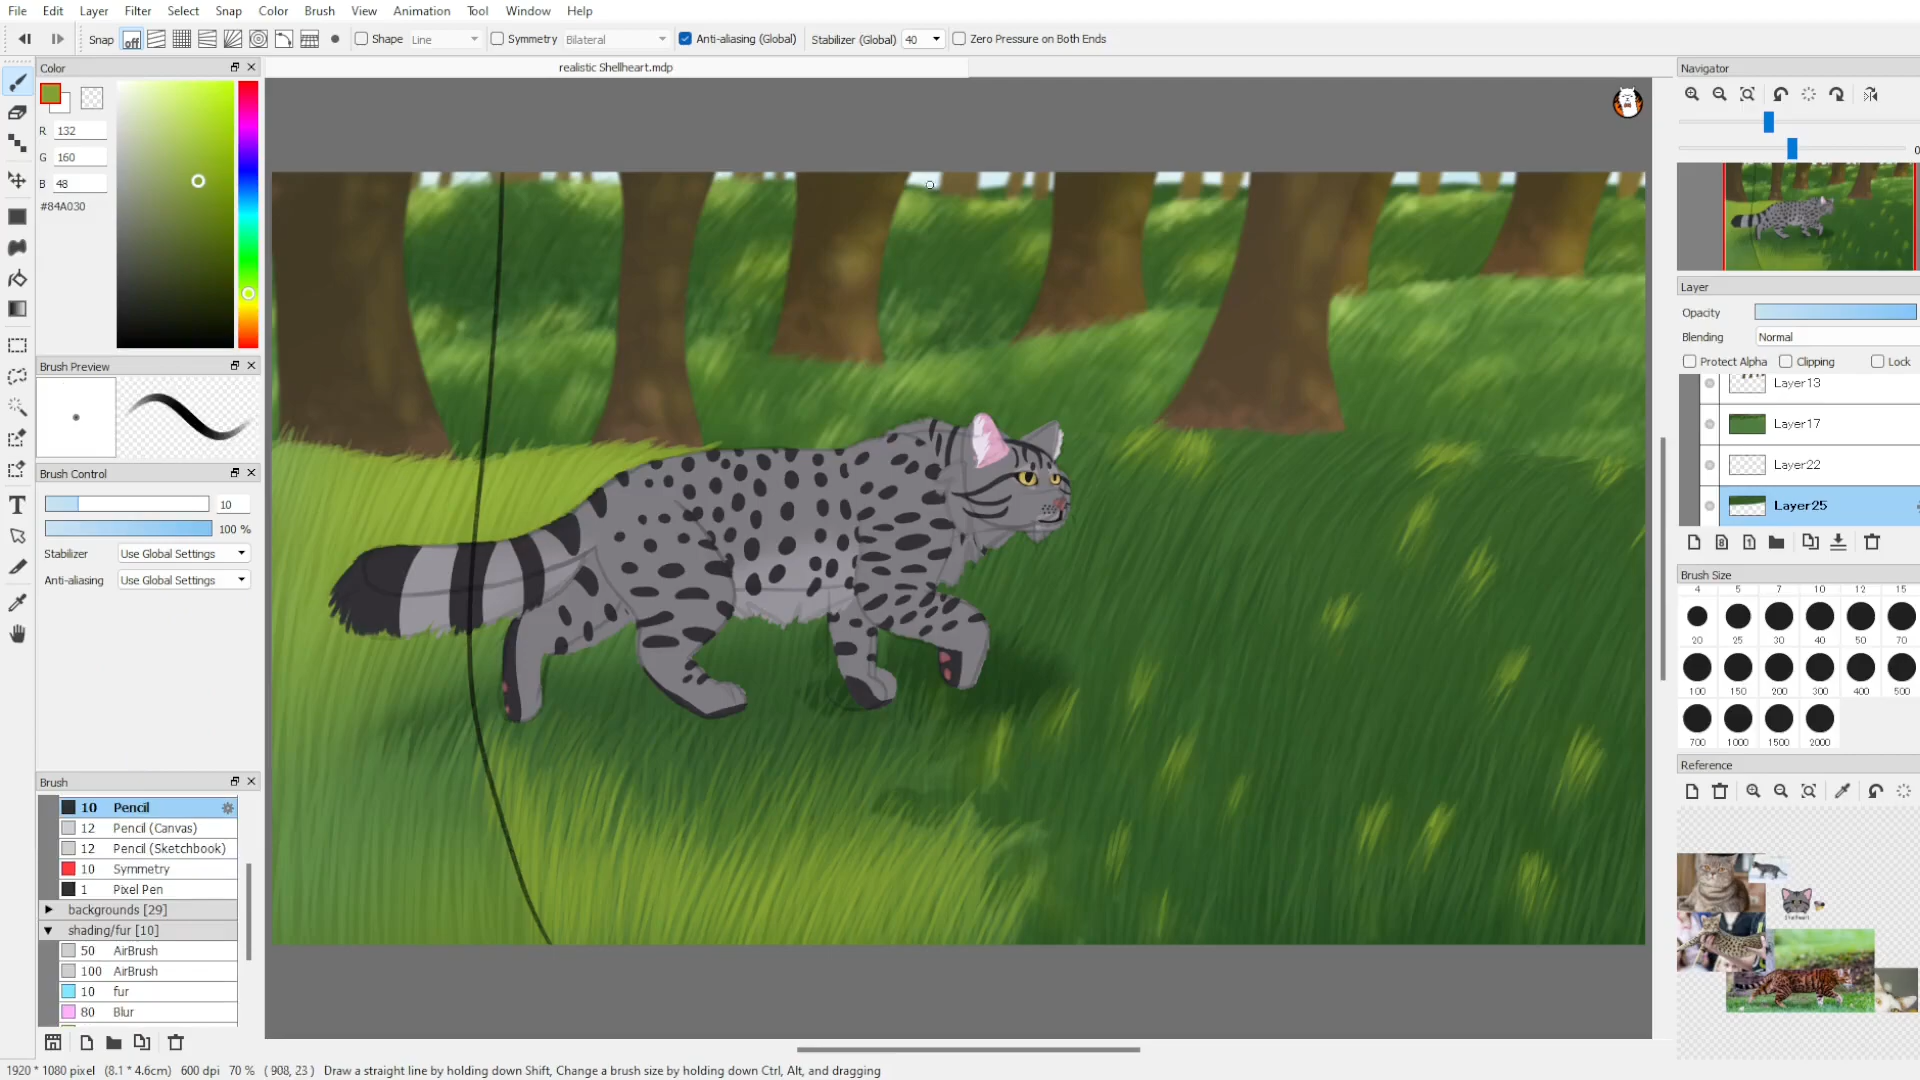 File Edit Layer Filter Select Snap Color Brush View Animation Tool Window Help
Snap off Shape Line Symmetry Bilateral Anti-aliasing (Global) Stabilizer (Global) 40 Zero Pressure on Both Ends
Color
realistic Shellheart.mdp
Navigator
R 132
G 160
B 48
#84A030
0
Layer
Opacity
Blending Normal
Protect Alpha Clipping Lock
Layer13
Layer17
Layer22
Layer25
Brush Preview
Brush Control
10
100 %
Stabilizer Use Global Settings
Anti-aliasing Use Global Settings
Brush Size
4 5 7 10 12 15
20 25 30 40 50 70
100 150 200 300 400 500
700 1000 1500 2000
Reference
Shellheart
Brush
10 Pencil
12 Pencil (Canvas)
12 Pencil (Sketchbook)
10 Symmetry
1 Pixel Pen
backgrounds [29]
shading/fur [10]
50 AirBrush
100 AirBrush
10 fur
80 Blur
1920 * 1080 pixel (8.1 * 4.6cm) 600 dpi 70 % ( 908, 23 ) Draw a straight line by holding down Shift, Change a brush size by holding down Ctrl, Alt, and dragging